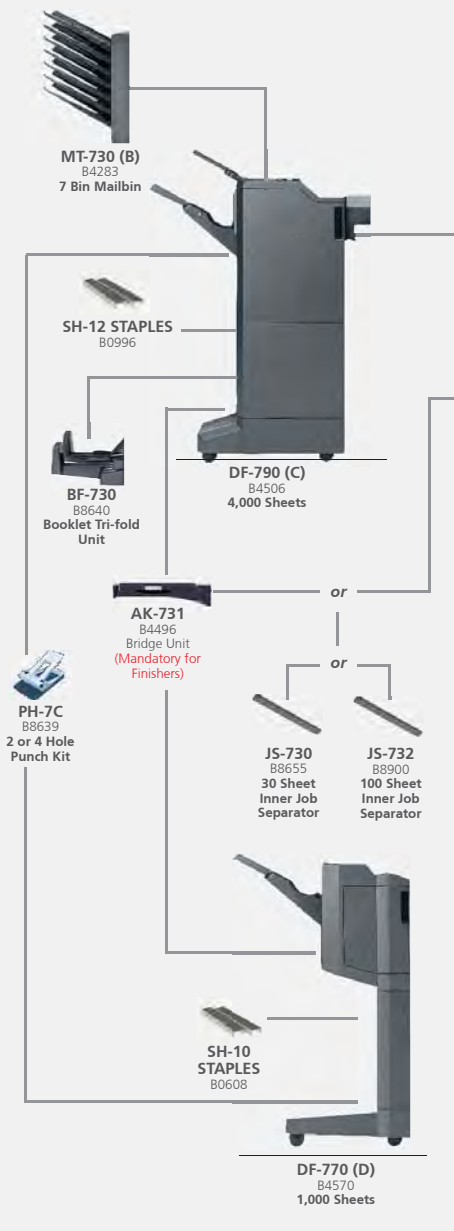 MT-730 (B)
B4283
7 Bin Mailbin
SH-12 STAPLES
B0996
DF-790 (C)
B4506
4,000 Sheets
BF-730
B8640
Booklet Tri-fold
Unit
or
AK-731
B4496
Bridge Unit
(Mandatory for
Finishers)
or
PH-7C
B8639
2 or 4 Hole
Punch Kit
JS-730
B8655
30 Sheet
Inner Job
Separator
JS-732
B8900
100 Sheet
Inner Job
Separator
SH-10
STAPLES
B0608
DF-770 (D)
B4570
1,000 Sheets